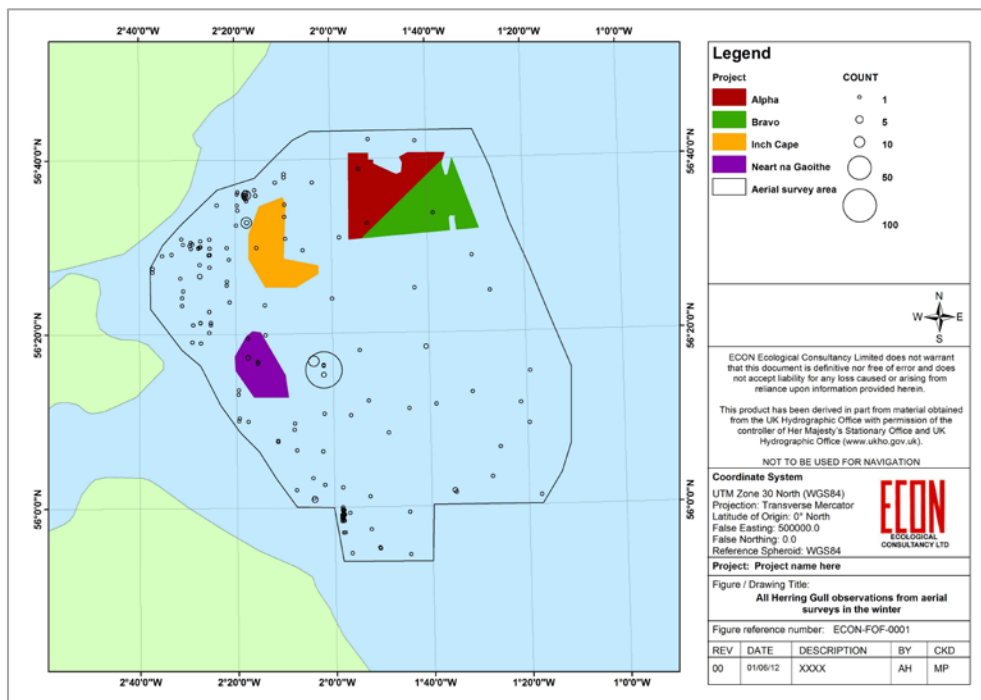 2°40'0"W
2°20'0"W
2°0'0"W
1°40'0"W
1°20'0"W
1°0'0"W
56°40'0"N
56°20'0"N
56°0'0"N
56°40'0"N
56°20'0"N
56°0'0"N
2°40'0"W
2°20'0"W
2°0'0"W
1°40'0"W
1°20'0"W
1°0'0"W
Legend
Project
Alpha
Bravo
Inch Cape
Neart na Gaoithe
Aerial survey area
COUNT
1
5
10
50
100
N
W E
S
ECON Ecological Consultancy Limited does not warrant
that this document is definitive nor free of error and does
not accept liability for any loss caused or arising from
reliance upon information provided herein.
This product has been derived in part from material obtained
from the UK Hydrographic Office with permission of the
controller of Her Majesty's Stationary Office and UK
Hydrographic Office (www.ukho.gov.uk).
NOT TO BE USED FOR NAVIGATION
Coordinate System
UTM Zone 30 North (WGS84)
Projection: Transverse Mercator
Latitude of Origin: 0° North
False Easting: 500000.0
False Northing: 0.0
Reference Spheroid: WGS84
ECON
ECOLOGICAL
CONSULTANCY LTD
Project: Project name here
Figure / Drawing Title:
All Herring Gull observations from aerial
surveys in the winter
Figure reference number: ECON-FOF-0001
REV DATE DESCRIPTION BY CKD
00 01/06/12 XXXX AH MP